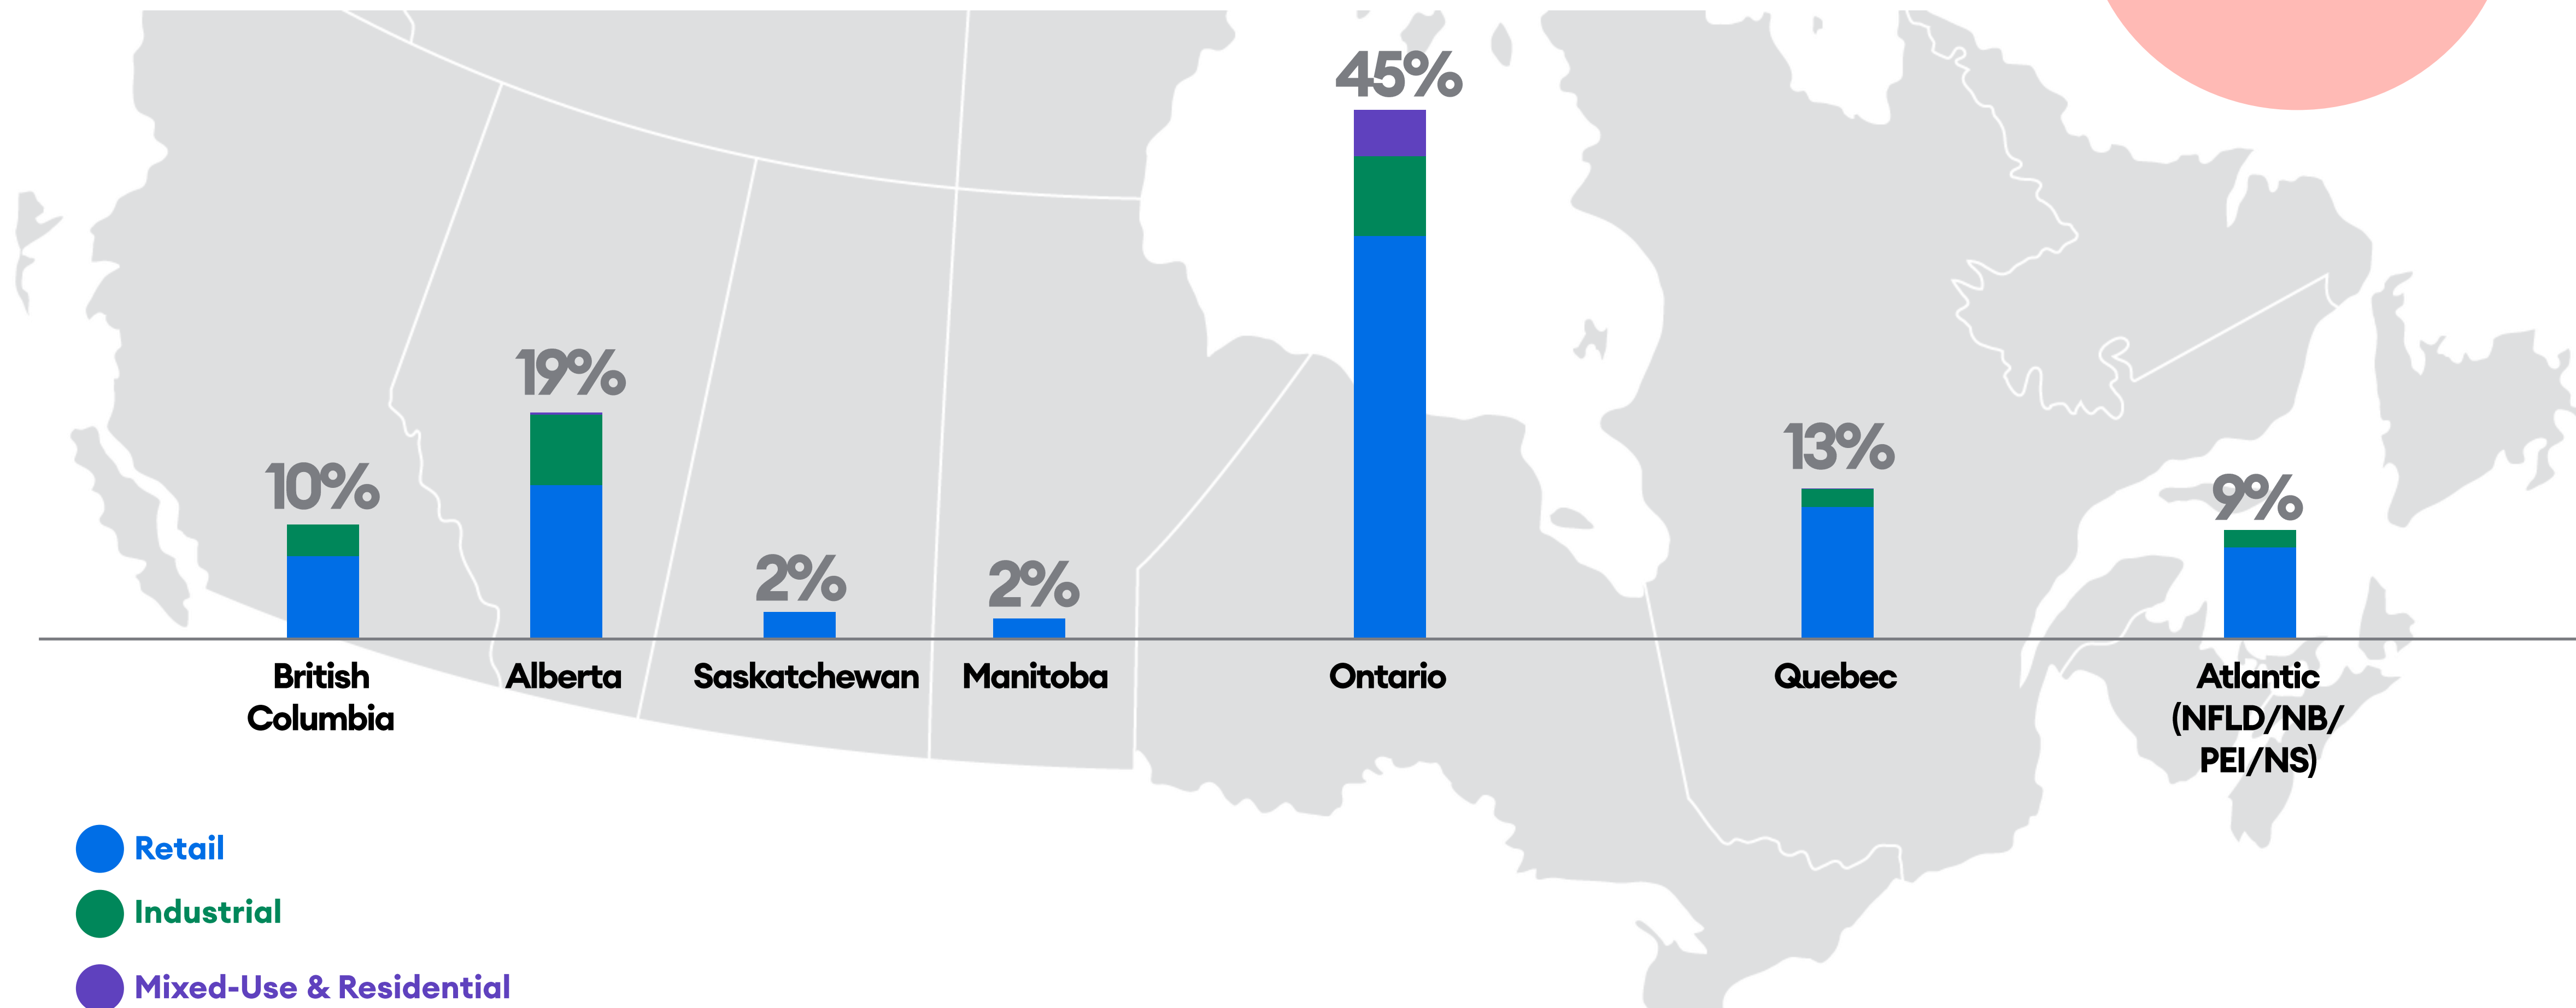 45%
19%
13%
10%
9%
2%
2%
British
Columbia
Alberta
Saskatchewan
Manitoba
Ontario
Quebec
Atlantic
(NFLD/NB/
PEI/NS)
Retail
Industrial
Mixed-Use & Residential